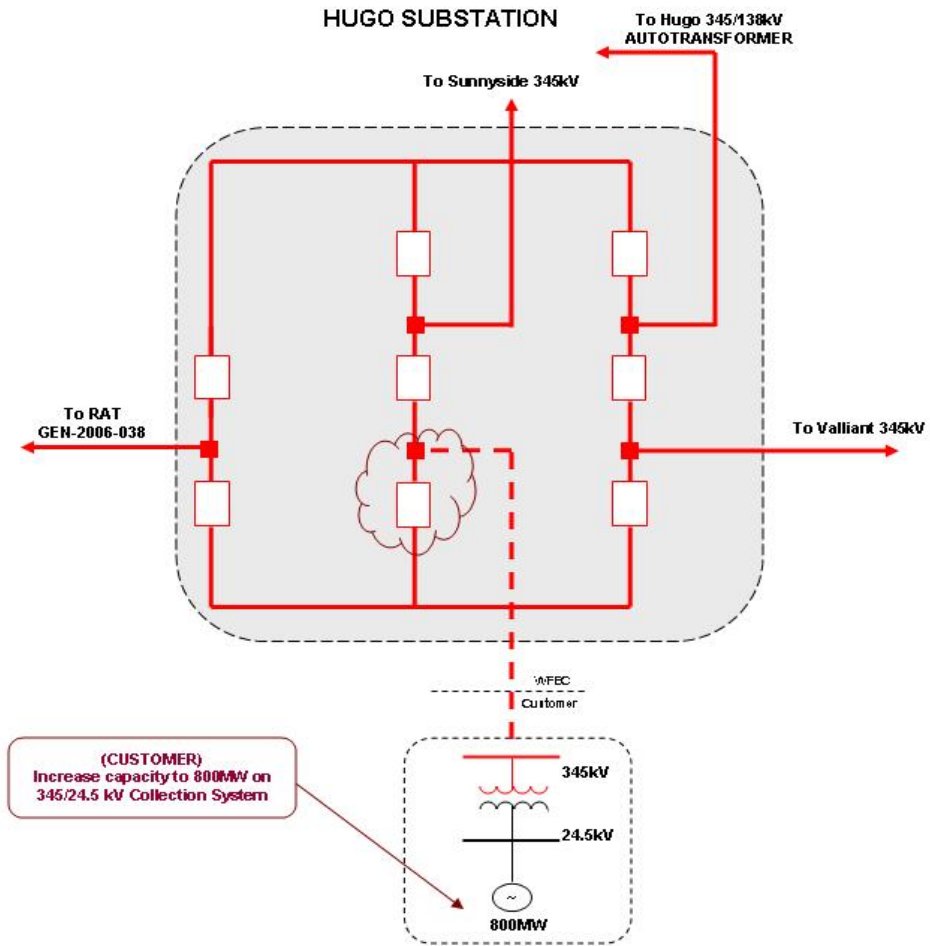 HUGO SUBSTATION
To Hugo 345/138kV
AUTOTRANSFORMER
To Sunnyside 345kV
To RAT
GEN-2006-038
To Valliant 345kV
WFEC
Customer
(CUSTOMER)
Increase capacity to 800MW on
345/24.5 kV Collection System
345kV
24.5kV
~
800MW